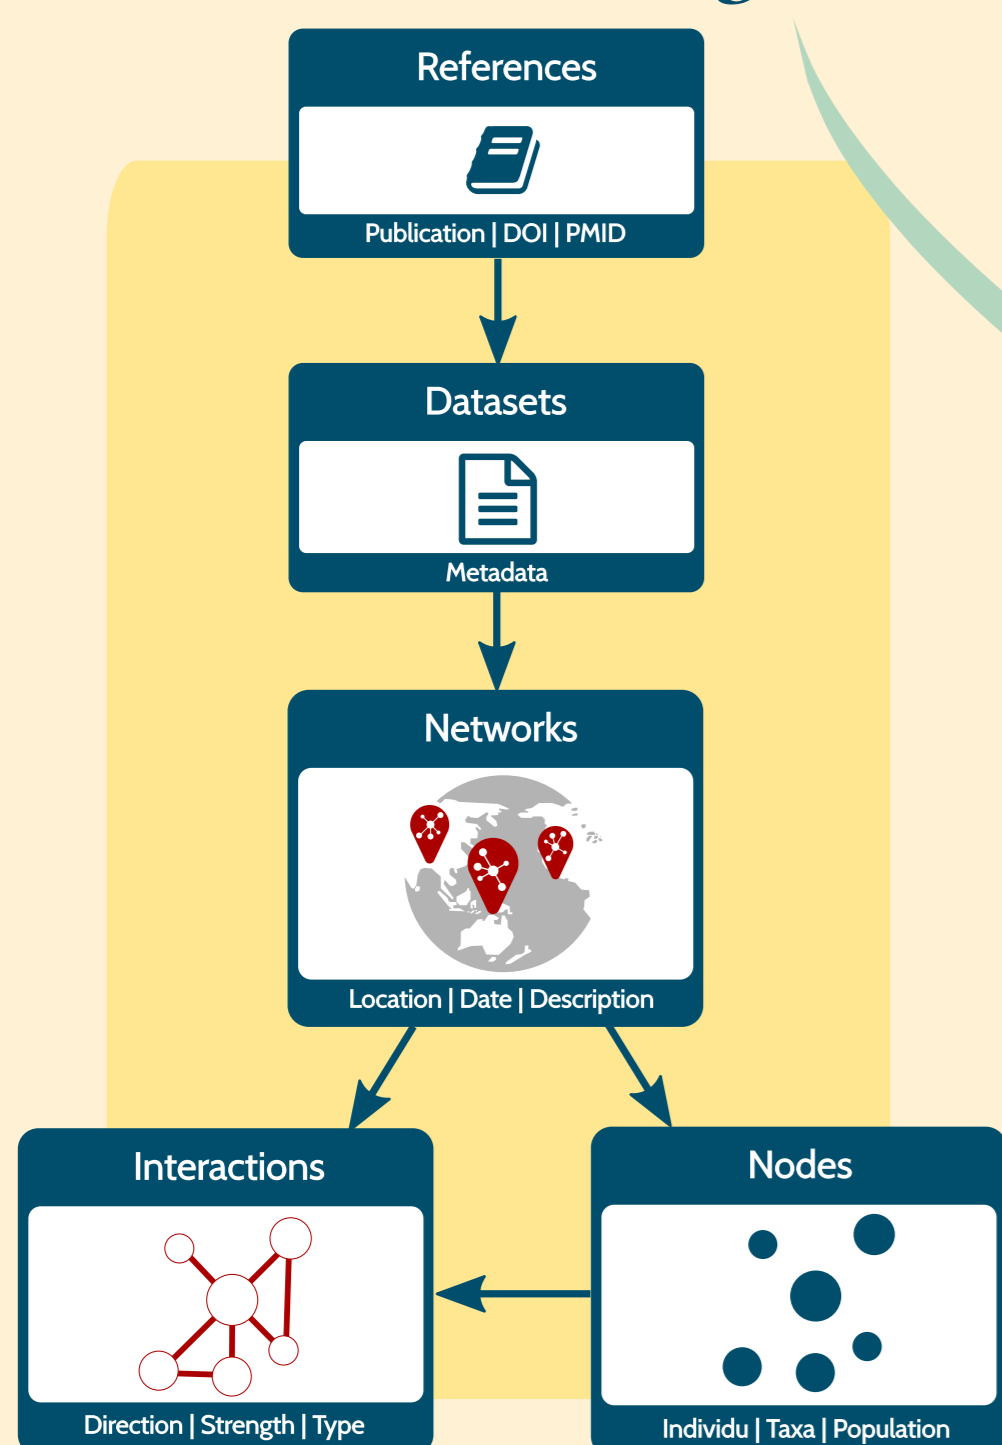 References
Publication | DOI | PMID
Datasets
Metadata
Networks
Location | Date | Description
Interactions
Direction | Strength | Type
Nodes
Individu | Taxa | Population